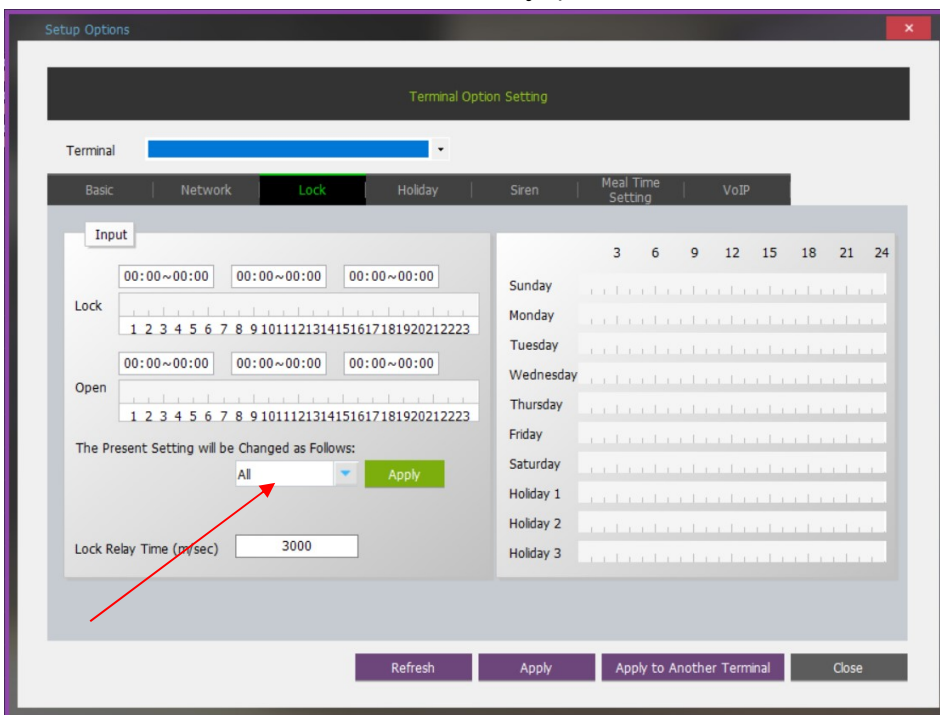 Setup Options
Terminal Option Setting
Terminal
Basic Network Lock Holiday Siren Meal Time Setting VoIP
Input
00:00~00:00 00:00~00:00 00:00~00:00
Lock
1 2 3 4 5 6 7 8 9 10 11 12 13 14 15 16 17 18 19 20 21 22 23
00:00~00:00 00:00~00:00 00:00~00:00
Open
1 2 3 4 5 6 7 8 9 10 11 12 13 14 15 16 17 18 19 20 21 22 23
The Present Setting will be Changed as Follows:
All Apply
Lock Relay Time (m/sec) 3000
3 6 9 12 15 18 21 24
Sunday
Monday
Tuesday
Wednesday
Thursday
Friday
Saturday
Holiday 1
Holiday 2
Holiday 3
Refresh Apply Apply to Another Terminal Close